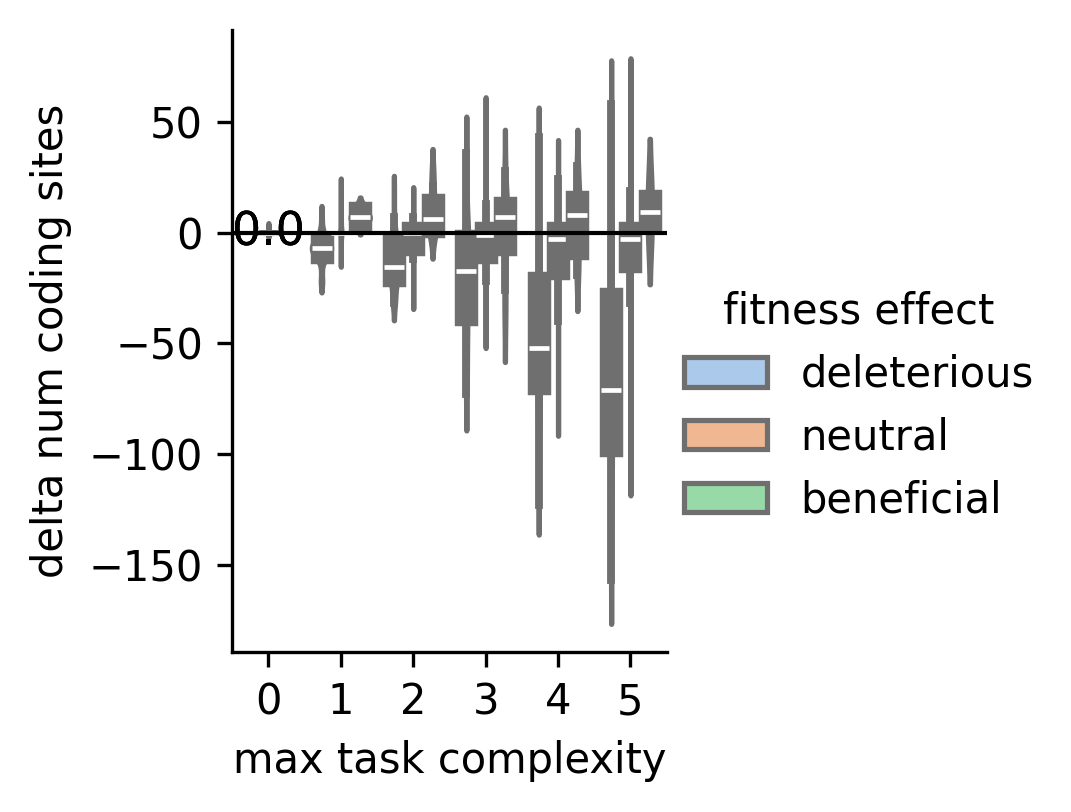 50
0
−50
−100
−150
delta num coding sites
0.0
0 1 2 3 4 5
max task complexity
fitness effect
deleterious
neutral
beneficial